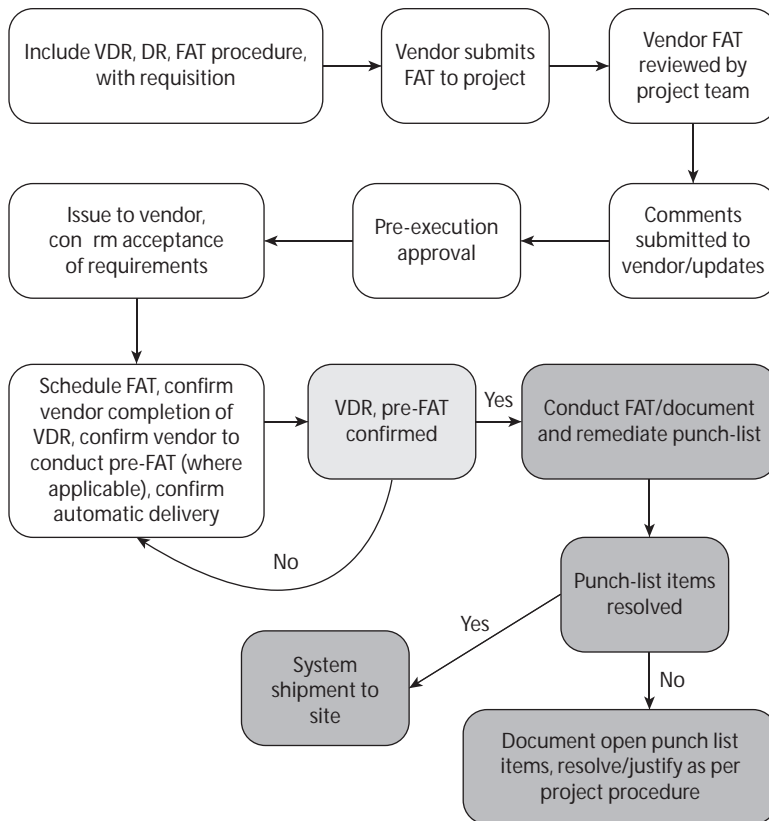 Include VDR, DR, FAT procedure,
with requisition
Vendor submits
FAT to project
Vendor FAT
reviewed by
project team
Comments
submitted to
vendor/updates
Pre-execution
approval
Issue to vendor,
con rm acceptance
of requirements
Schedule FAT, confirm
vendor completion of
VDR, confirm vendor to
conduct pre-FAT (where
applicable), confirm
automatic delivery
VDR, pre-FAT
confirmed
No
Yes
Conduct FAT/document
and remediate punch-list
Punch-list items
resolved
Yes
System
shipment to
site
No
Document open punch list
items, resolve/justify as per
project procedure